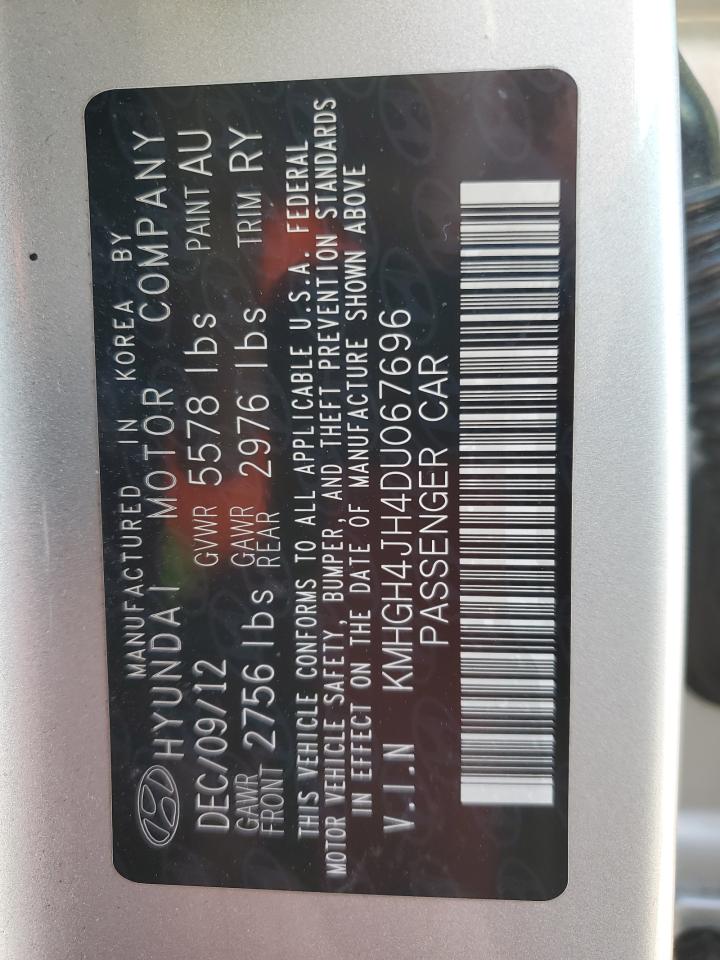 MANUFACTURED IN KOREA BY
HYUNDAI MOTOR COMPANY
DEC/09/12 GVWR 5578 lbs PAINT AU
GAWR FRONT 2756 lbs GAWR REAR 2976 lbs TRIM RY
THIS VEHICLE CONFORMS TO ALL APPLICABLE U.S.A. FEDERAL
MOTOR VEHICLE SAFETY, BUMPER, AND THEFT PREVENTION STANDARDS
IN EFFECT ON THE DATE OF MANUFACTURE SHOWN ABOVE
V.I.N KMHGH4JH4DU067696
PASSENGER CAR